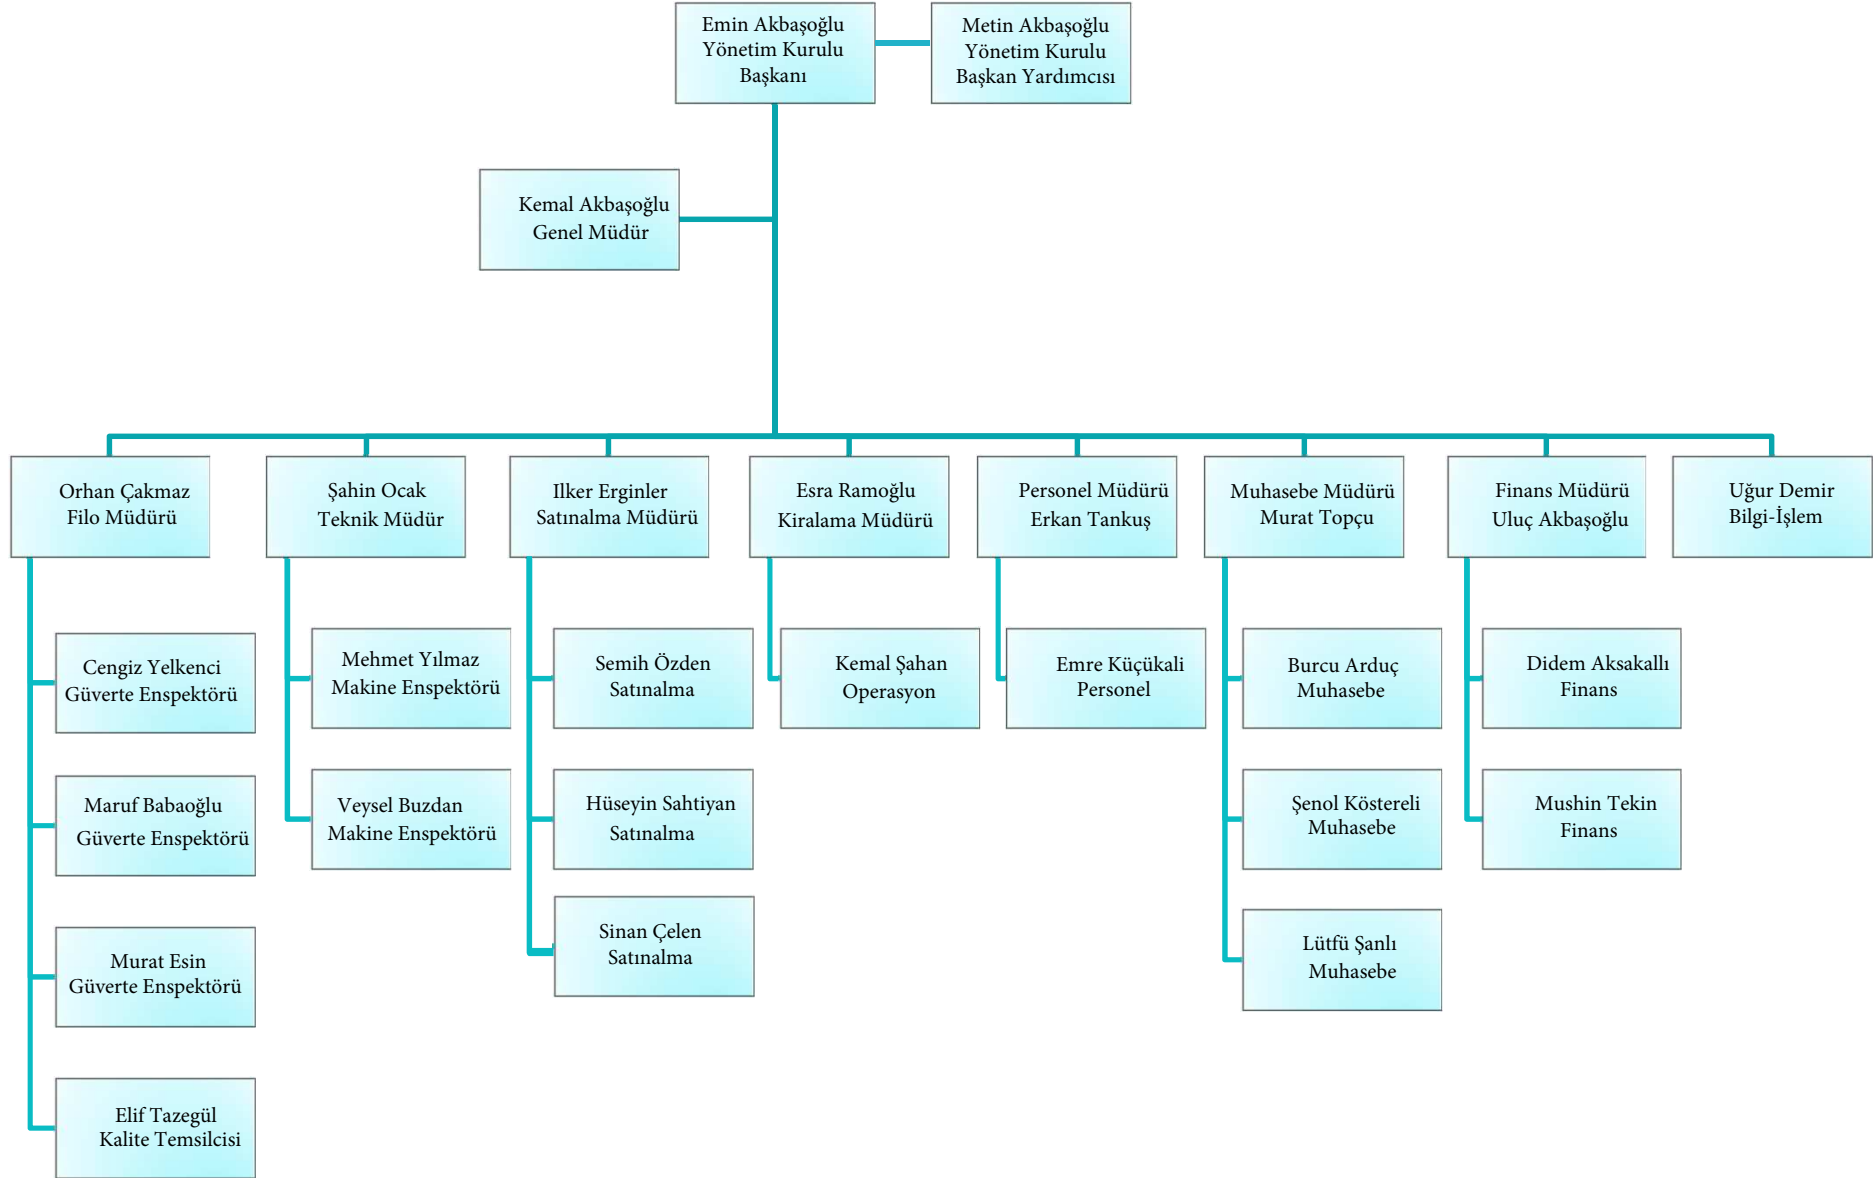 Emin Akbaşoğlu
Yönetim Kurulu
Başkanı
Metin Akbaşoğlu
Yönetim Kurulu
Başkan Yardımcısı
Kemal Akbaşoğlu
Genel Müdür
Orhan Çakmaz
Filo Müdürü
Şahin Ocak
Teknik Müdür
Ilker Erginler
Satınalma Müdürü
Esra Ramoğlu
Kiralama Müdürü
Personel Müdürü
Erkan Tankuş
Muhasebe Müdürü
Murat Topçu
Finans Müdürü
Uluç Akbaşoğlu
Uğur Demir
Bilgi-İşlem
Cengiz Yelkenci
Güverte Enspektörü
Mehmet Yılmaz
Makine Enspektörü
Semih Özden
Satınalma
Kemal Şahan
Operasyon
Emre Küçükali
Personel
Burcu Arduç
Muhasebe
Didem Aksakallı
Finans
Maruf Babaoğlu
Güverte Enspektörü
Veysel Buzdan
Makine Enspektörü
Hüseyin Sahtiyan
Satınalma
Şenol Köstereli
Muhasebe
Mushin Tekin
Finans
Murat Esin
Güverte Enspektörü
Sinan Çelen
Satınalma
Lütfü Şanlı
Muhasebe
Elif Tazegül
Kalite Temsilcisi